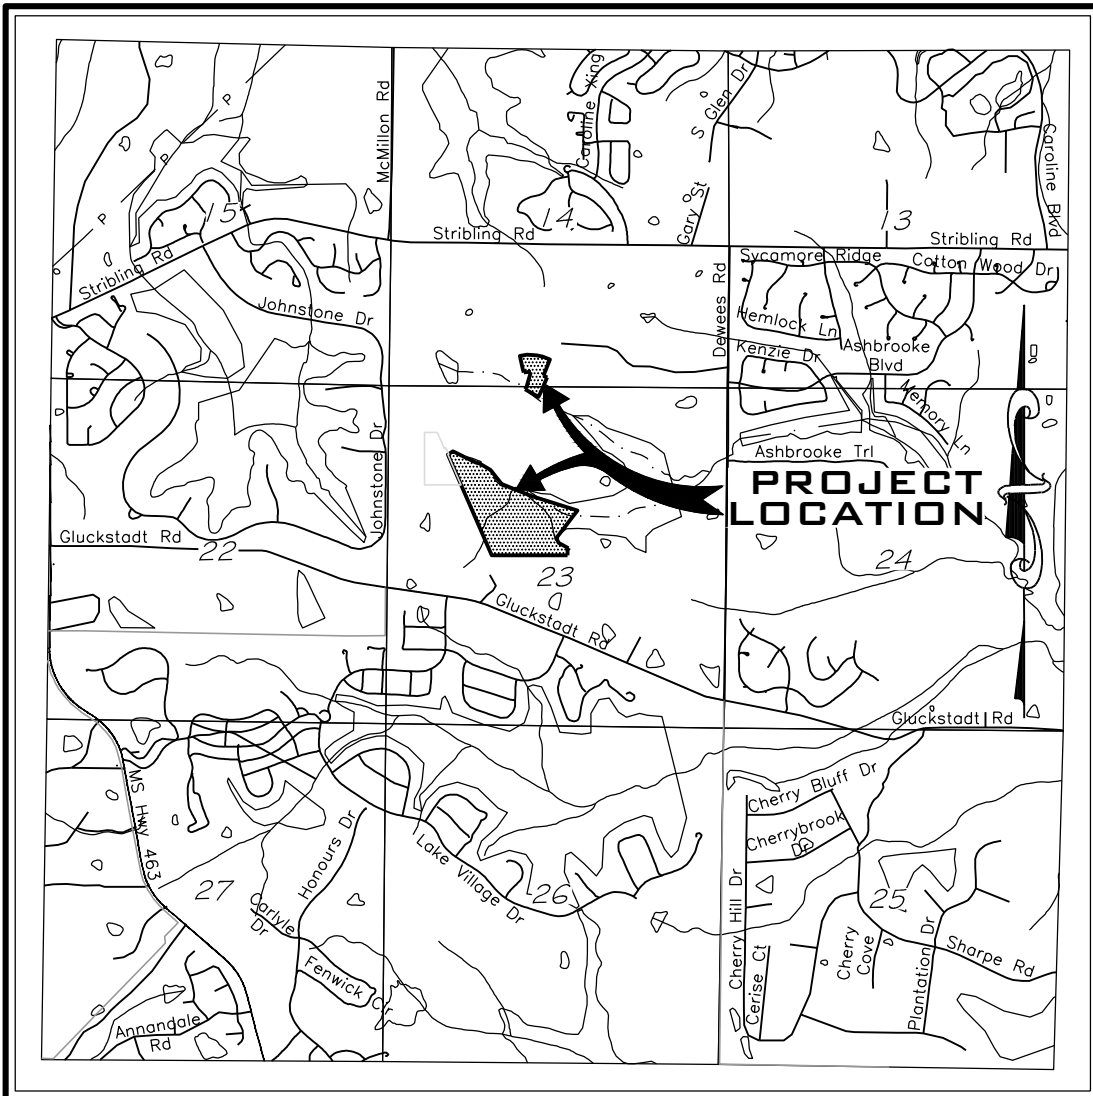 McMillon Rd
Caroline King
S Glen Dr
Caroline Blvd
P
P
P
15
14
13
Gary St
Stribling Rd
Stribling Rd
Stribling Rd
Sycamore Ridge
Cotton Wood Dr
Dewees Rd
Johnstone Dr
Hemlock Ln
Kenzie Dr
Ashbrooke
Blvd
Memory Ln
Johnstone Dr
Ashbrooke Trl
PROJECT
LOCATION
Gluckstadt Rd
22
23
24
Gluckstadt Rd
Gluckstadt Rd
MS Hwy 463
Cherry Bluff Dr
Cherrybrook
Dr
Honours Dr
Lake Village Dr
27
26
25
Carlyle
Dr
Cherry Hill Dr
Cherry
Cove
Plantation Dr
Sharpe Rd
Fenwick Cir
Cerise Ct
Annandale
Rd